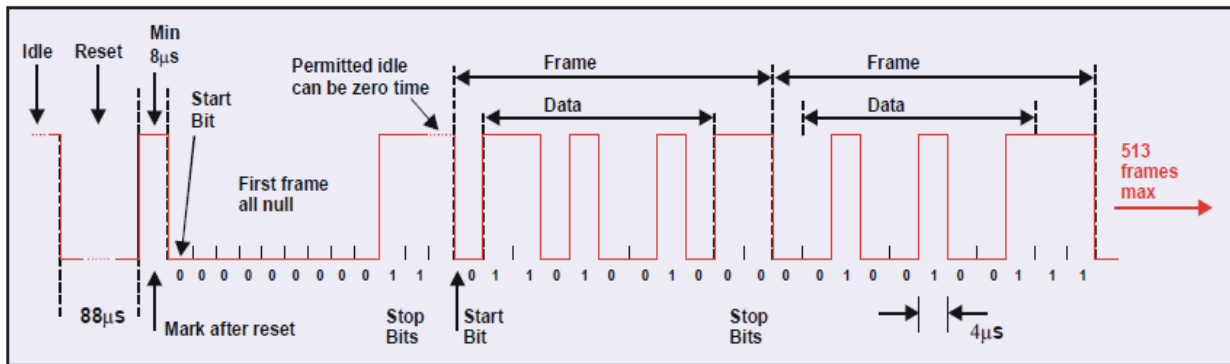 Idle
Reset
Min
8µs
Start
Bit
Permitted idle
can be zero time
Frame
Frame
Data
Data
First frame
all null
513
frames
max
0 0 0 0 0 0 0 0 0 1 1 0 1 1 0 1 0 0 1 0 0 0 0 0 1 0 0 1 0 0 1 1 1
88µs
Mark after reset
Stop
Bits
Start
Bit
Stop
Bits
4µs